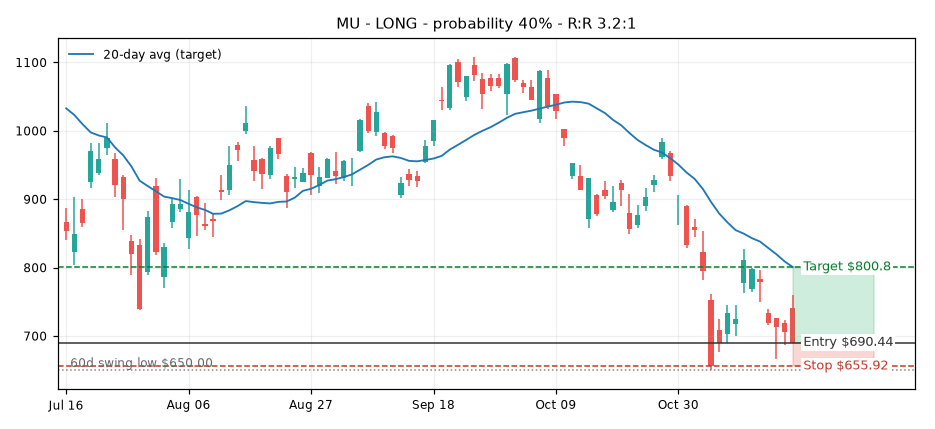 MU - LONG - probability 40% - R:R 3.2:1
20-day avg (target)
1100
1000
900
800
700
Target $800.8
Entry $690.44
Stop $655.92
60d swing low $650.00
Jul 16
Aug 06
Aug 27
Sep 18
Oct 09
Oct 30